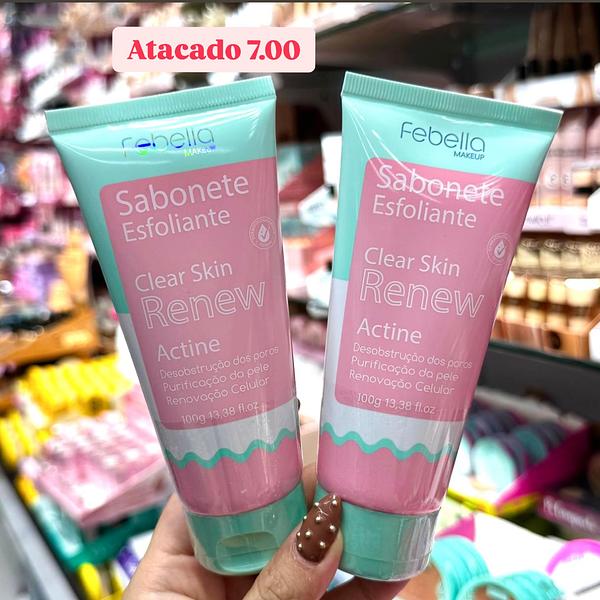 Atacado 7.00
Febella
MAKEUP
Sabonete
Esfoliante
Clear Skin
Renew
Actine
Desobstrução dos poros
Purificação da pele
Renovação Celular
100g 13,38 fl.oz
Febella
MAKEUP
Sabonete
Esfoliante
Clear Skin
Renew
Actine
Desobstrução dos poros
Purificação da pele
Renovação Celular
100g 13,38 fl.oz